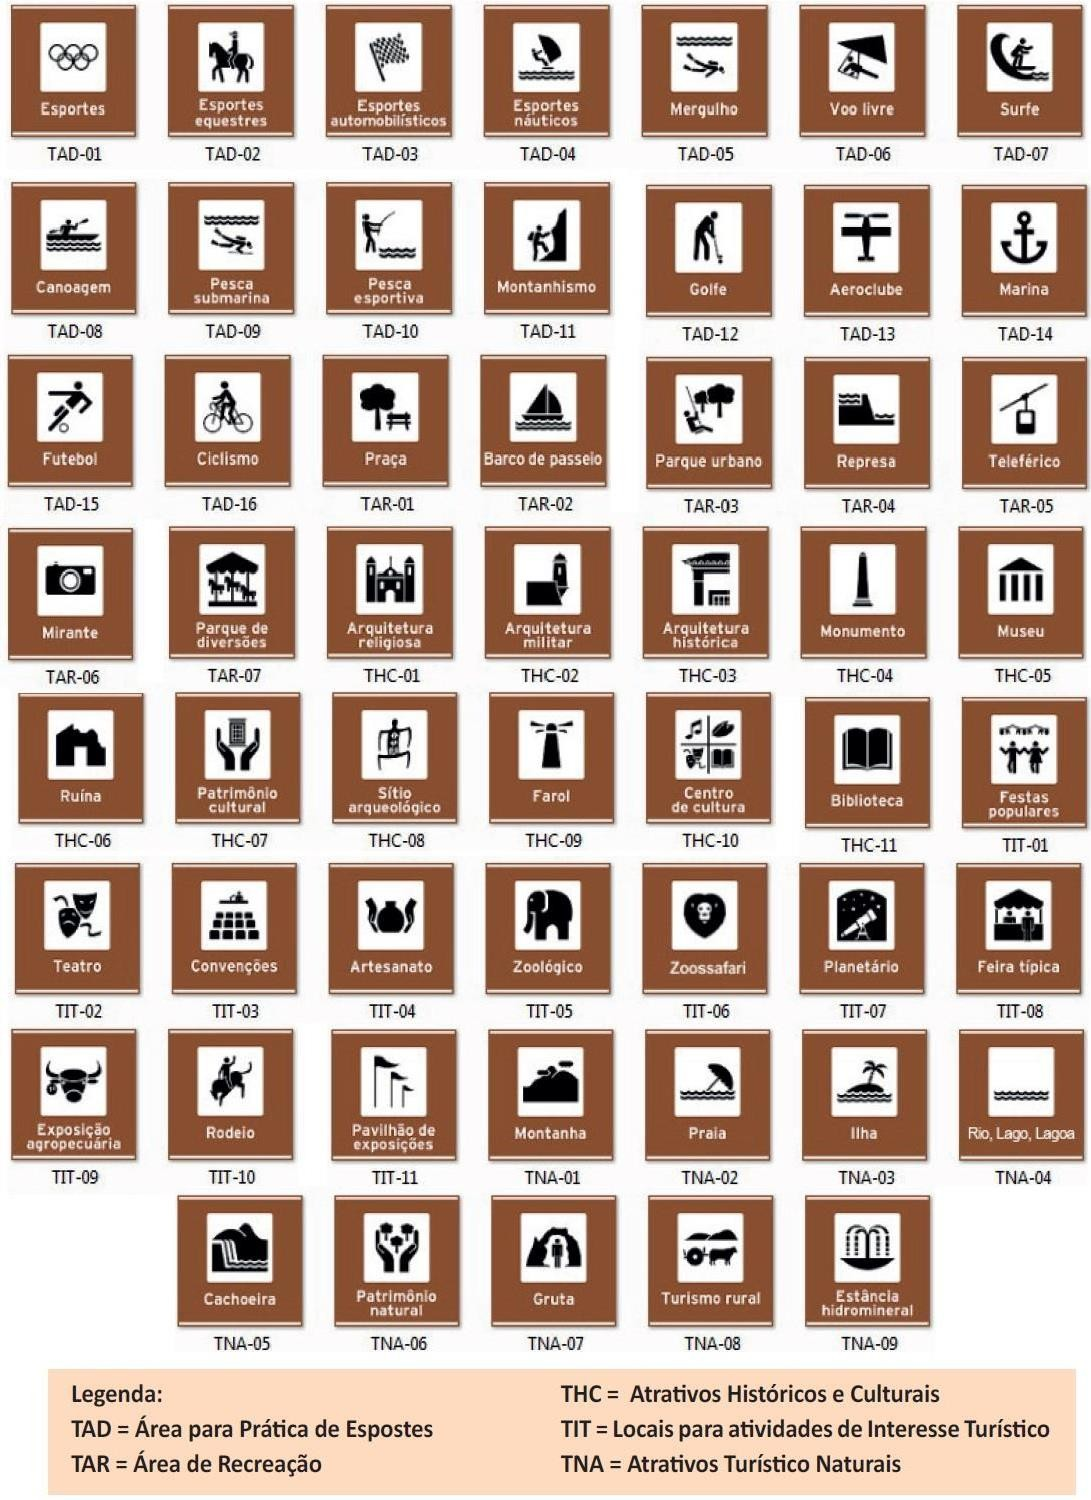 Esportes
Esportes
equestres
Esportes
automobilísticos
Esportes
náuticos
Mergulho
Voo livre
Surfe
TAD-01
TAD-02
TAD-03
TAD-04
TAD-05
TAD-06
TAD-07
Canoagem
Pesca
submarina
Pesca
esportiva
Montanhismo
Golfe
Aeroclube
Marina
TAD-08
TAD-09
TAD-10
TAD-11
TAD-12
TAD-13
TAD-14
Futebol
Ciclismo
Praça
Barco de passeio
Parque urbano
Represa
Teleférico
TAD-15
TAD-16
TAR-01
TAR-02
TAR-03
TAR-04
TAR-05
Mirante
Parque de
diversões
Arquitetura
religiosa
Arquitetura
militar
Arquitetura
histórica
Monumento
Museu
TAR-06
TAR-07
THC-01
THC-02
THC-03
THC-04
THC-05
Ruína
Patrimônio
cultural
Sítio
arqueológico
Farol
Centro
de cultura
Biblioteca
Festas
populares
THC-06
THC-07
THC-08
THC-09
THC-10
THC-11
TIT-01
Teatro
Convenções
Artesanato
Zoológico
Zoossafari
Planetário
Feira típica
TIT-02
TIT-03
TIT-04
TIT-05
TIT-06
TIT-07
TIT-08
Exposição
agropecuária
Rodeio
Pavilhão de
exposições
Montanha
Praia
Ilha
Rio, Lago, Lagoa
TIT-09
TIT-10
TIT-11
TNA-01
TNA-02
TNA-03
TNA-04
Cachoeira
Patrimônio
natural
Gruta
Turismo rural
Estância
hidromineral
TNA-05
TNA-06
TNA-07
TNA-08
TNA-09
Legenda:
TAD = Área para Prática de Espostes
TAR = Área de Recreação
THC = Atrativos Históricos e Culturais
TIT = Locais para atividades de Interesse Turístico
TNA = Atrativos Turístico Naturais